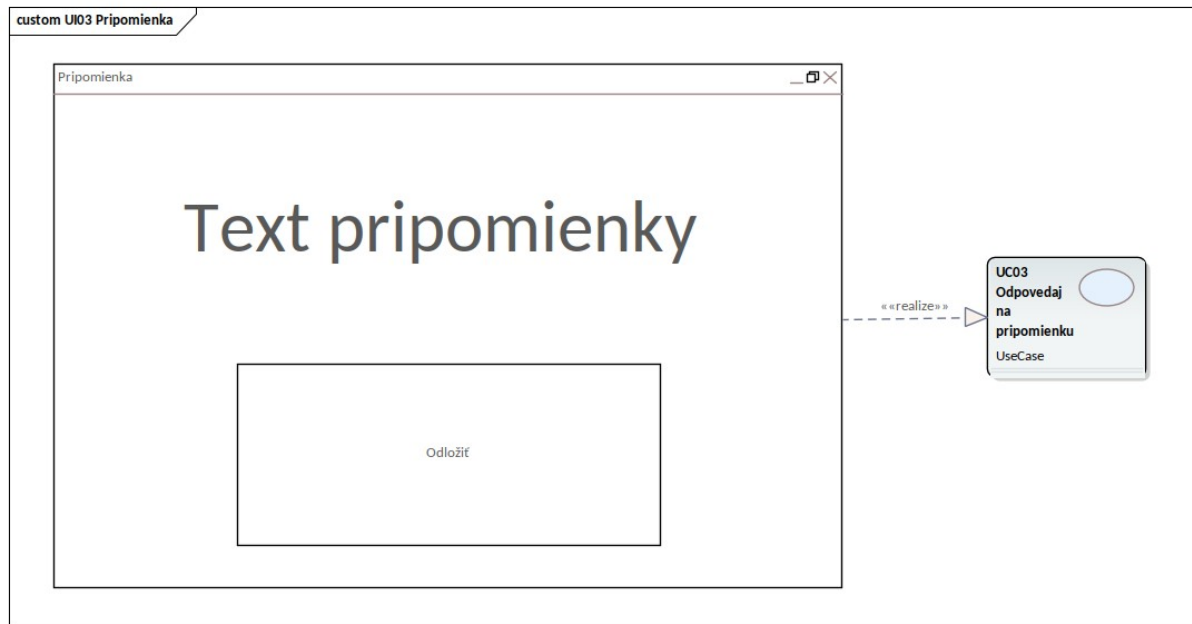 custom UI03 Pripomienka
Pripomienka
Text pripomienky
Odložiť
««realize»»
UC03
Odpovedaj
na
pripomienku
UseCase